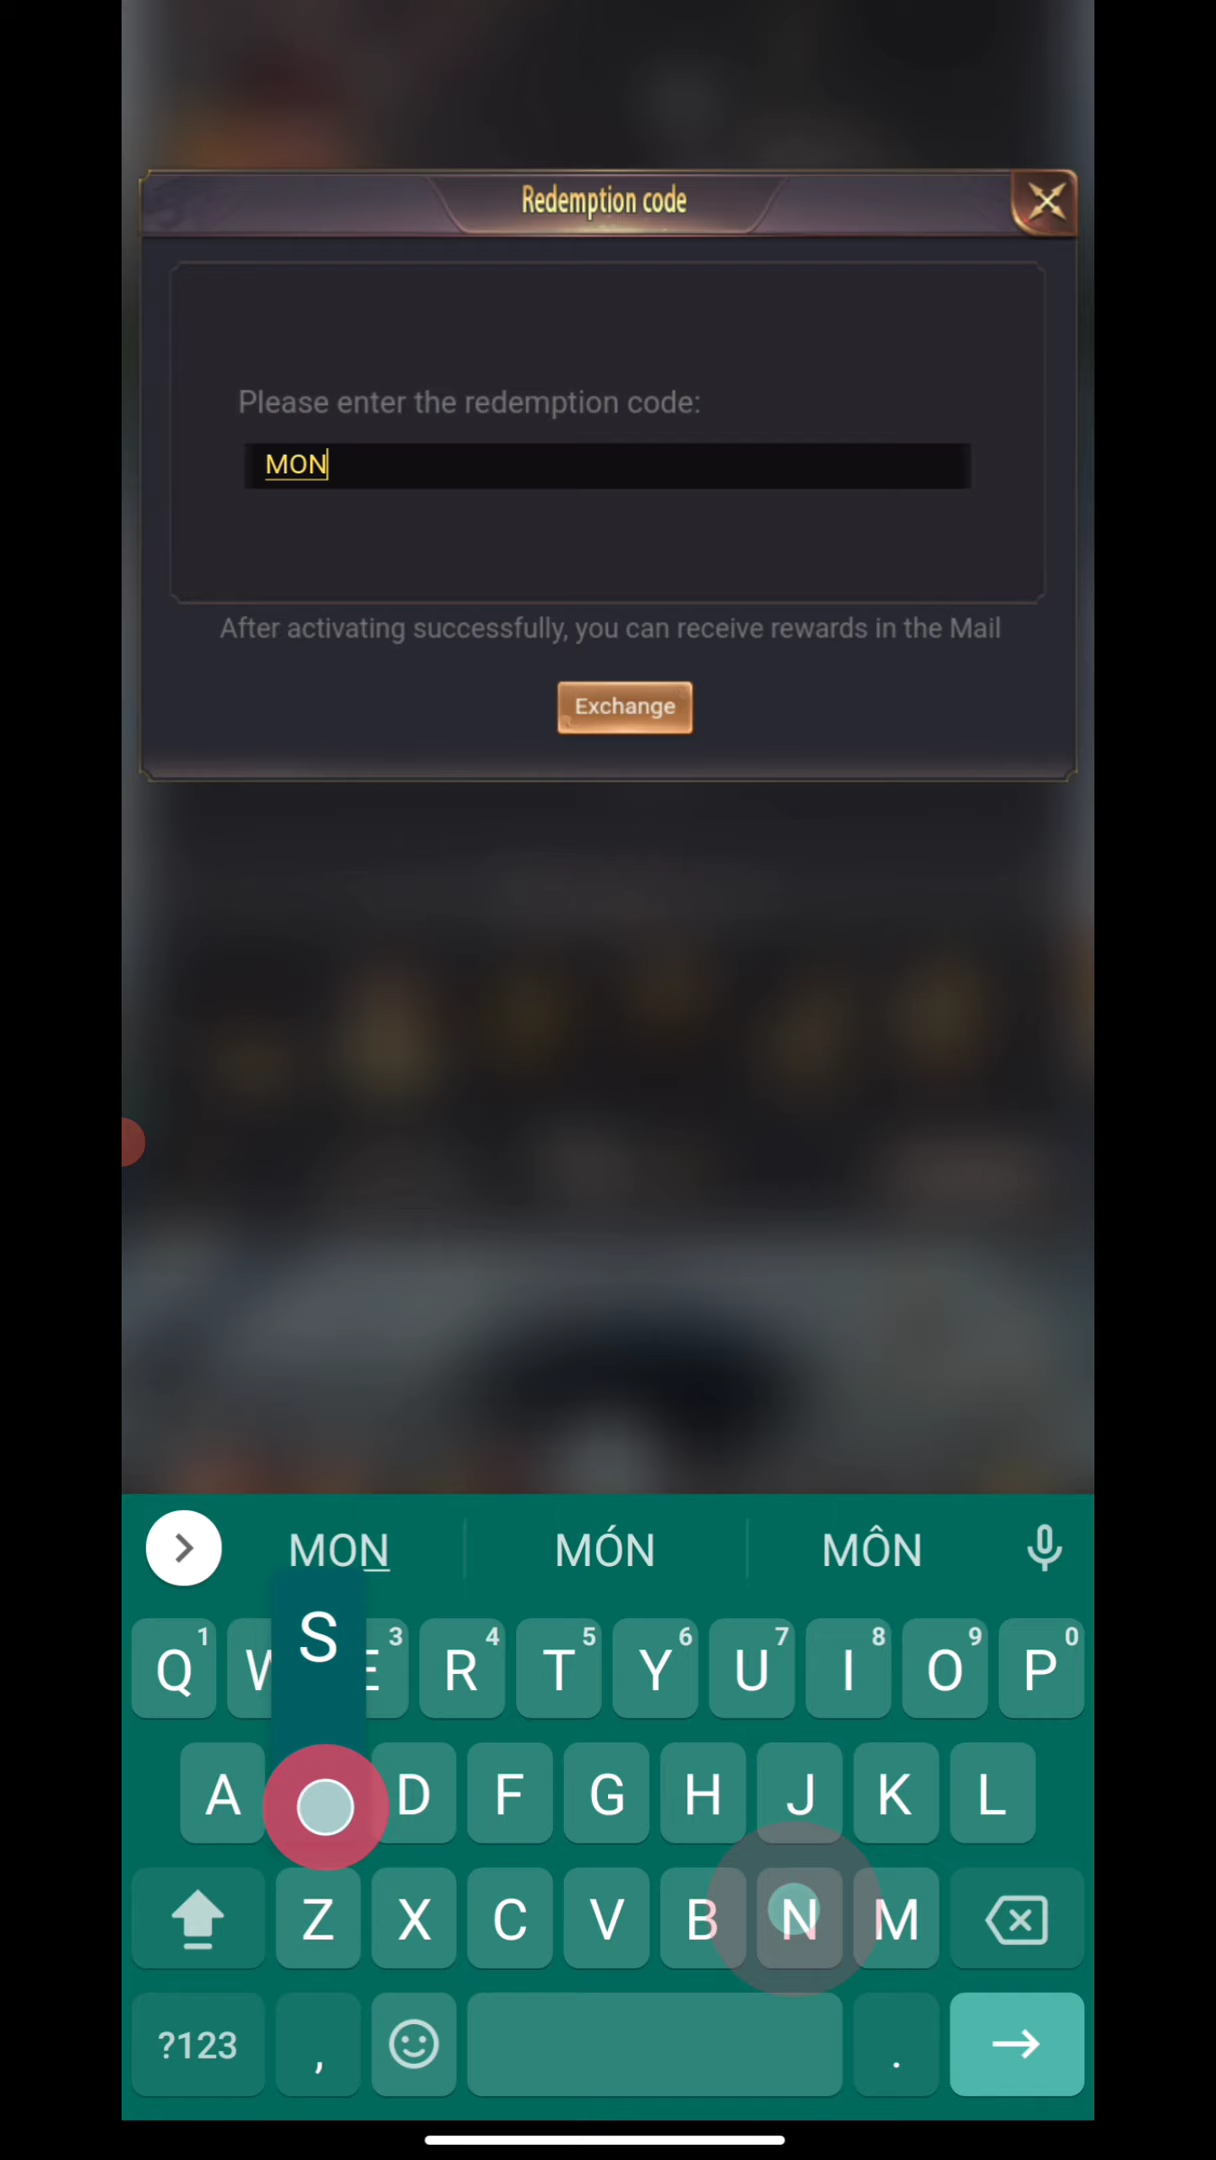 Redemption code
Please enter the redemption code:
MON
After activating successfully, you can receive rewards in the Mail
Exchange
MON MÓN MÔN
S
Q 1 W E 3 R 4 T 5 Y 6 U 7 I 8 O 9 P 0
A D F G H J K L
Z X C V B N M
?123 , .